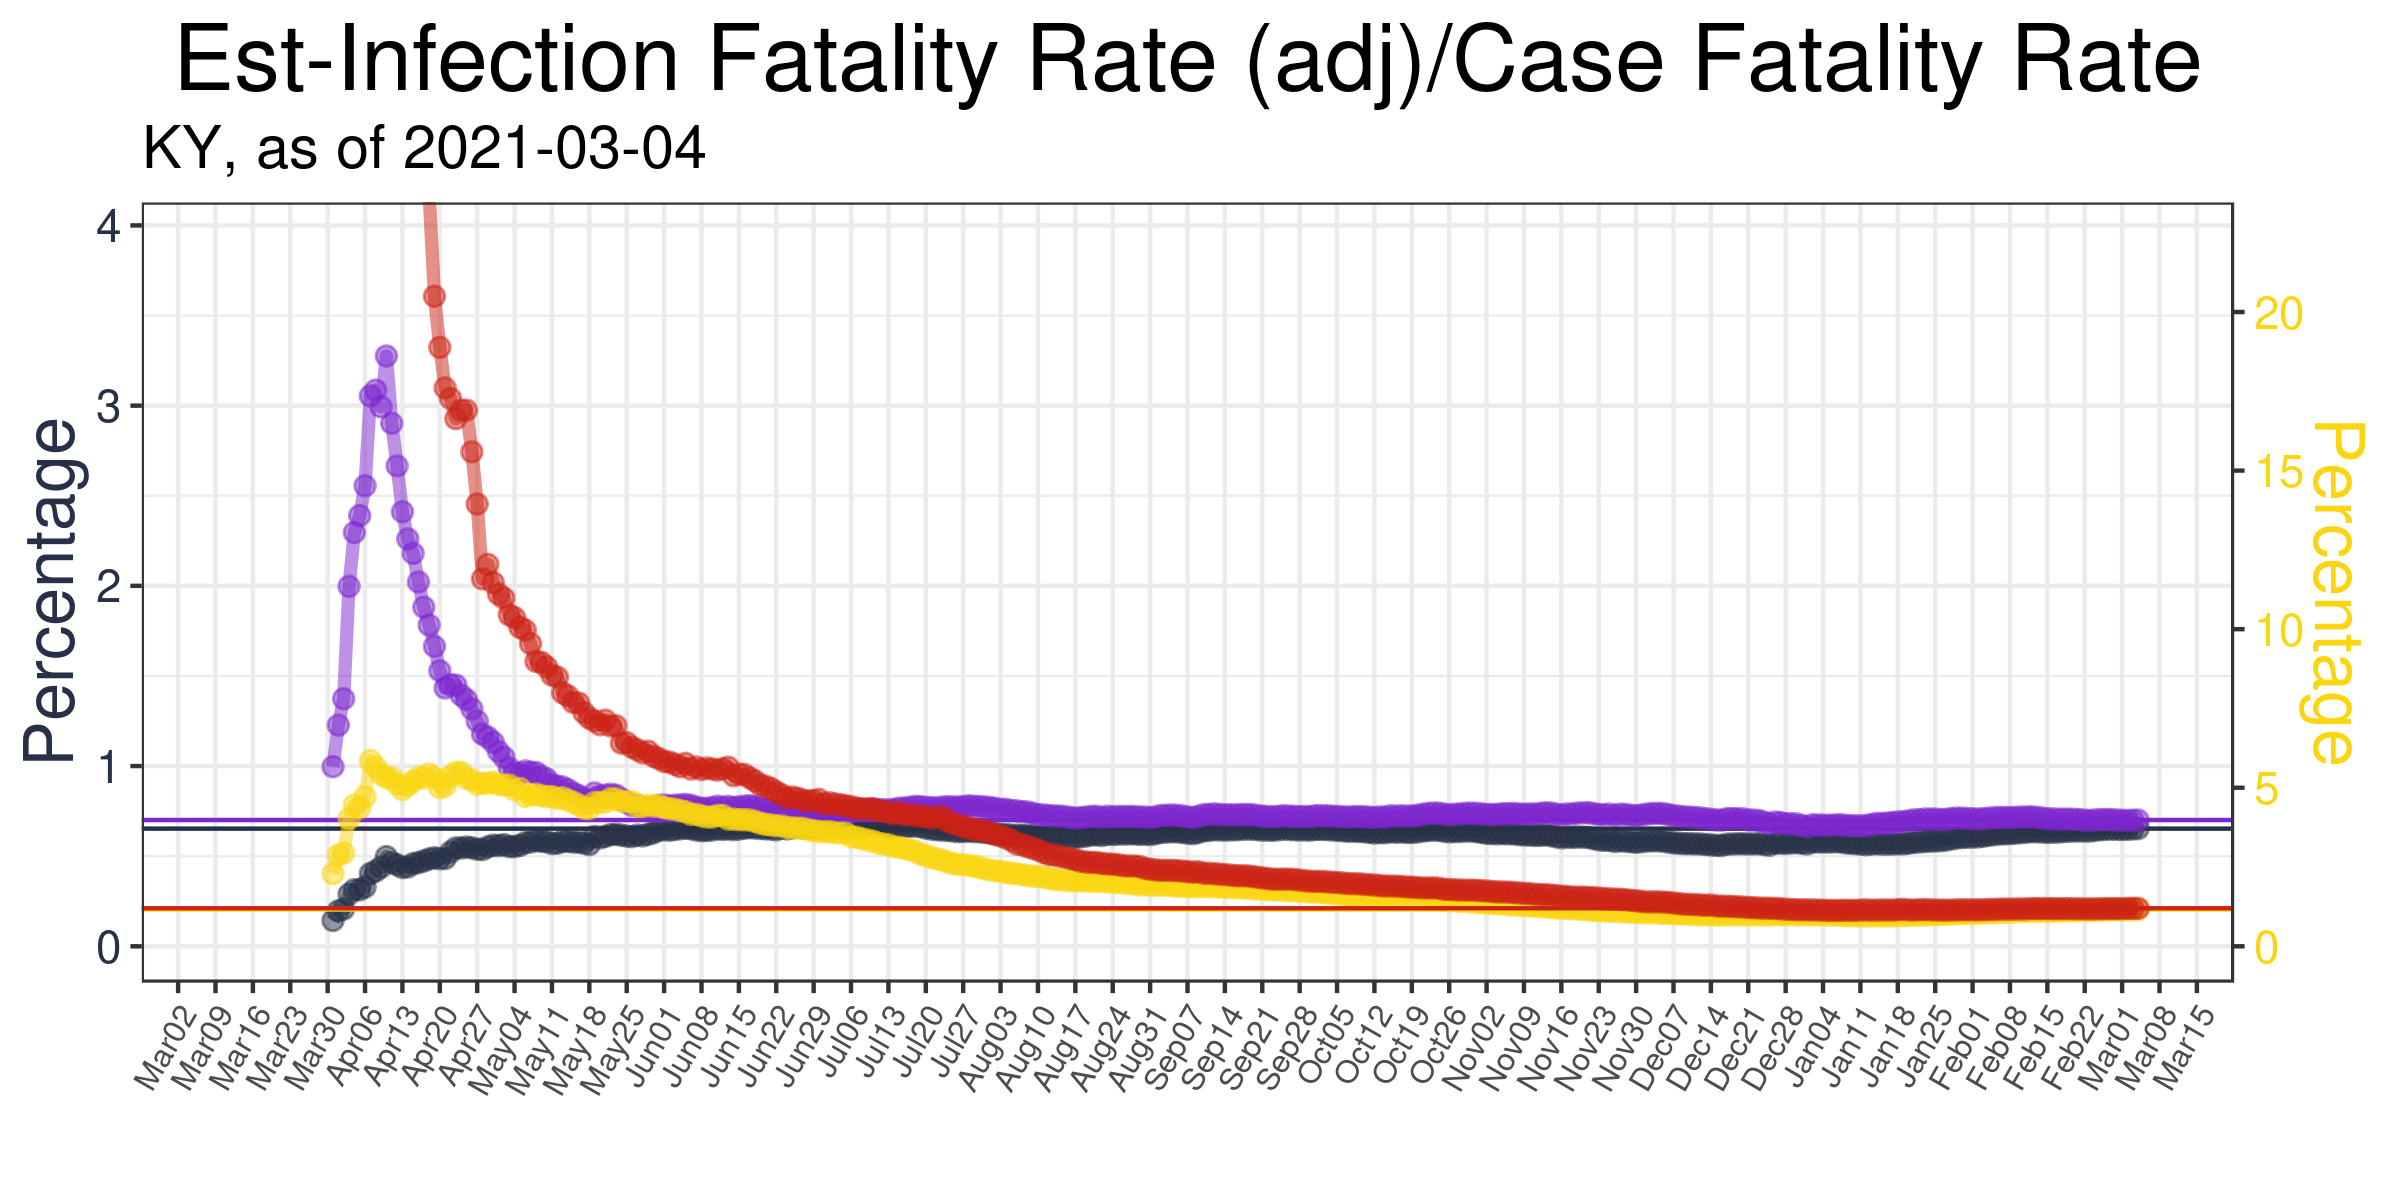 Est-Infection Fatality Rate (adj)/Case Fatality Rate
KY, as of 2021-03-04
Percentage
4
3
2
1
0
20
15
10
5
0
Percentage
Mar02
Mar09
Mar16
Mar23
Mar30
Apr06
Apr13
Apr20
Apr27
May04
May11
May18
May25
Jun01
Jun08
Jun15
Jun22
Jun29
Jul06
Jul13
Jul20
Jul27
Aug03
Aug10
Aug17
Aug24
Aug31
Sep07
Sep14
Sep21
Sep28
Oct05
Oct12
Oct19
Oct26
Nov02
Nov09
Nov16
Nov23
Nov30
Dec07
Dec14
Dec21
Dec28
Jan04
Jan11
Jan18
Jan25
Feb01
Feb08
Feb15
Feb22
Mar01
Mar08
Mar15